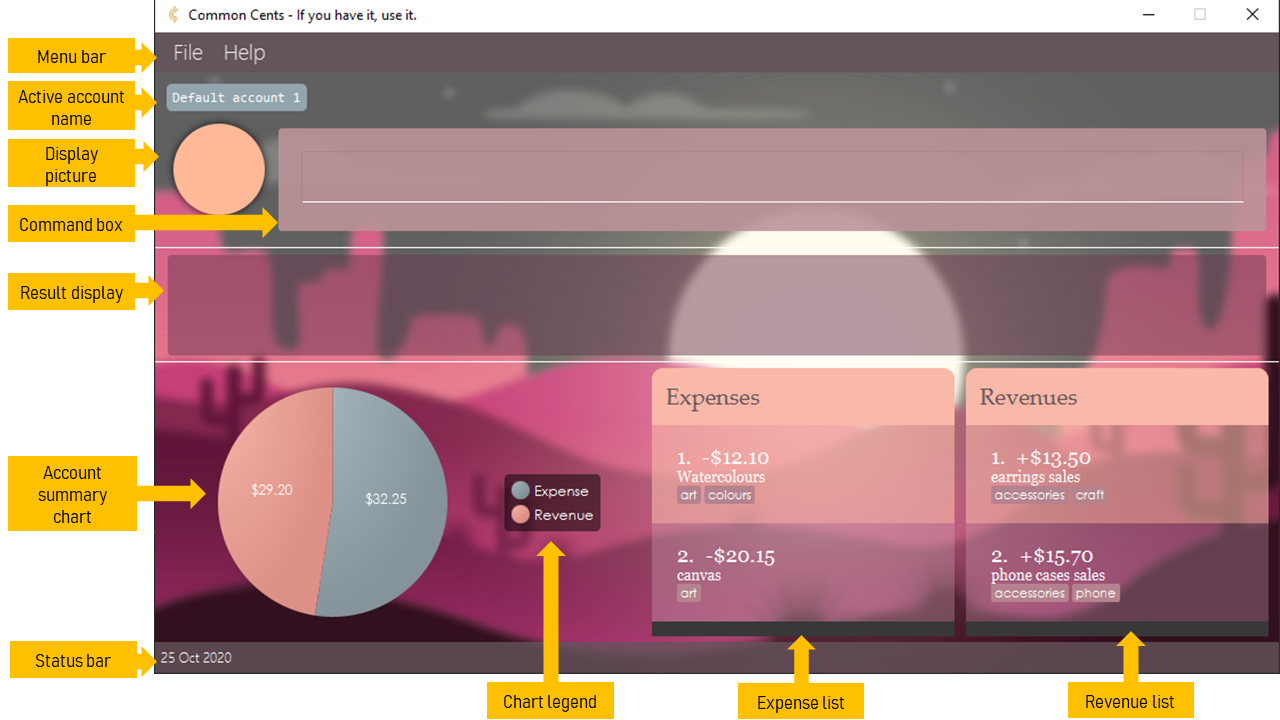 Common Cents - If you have it, use it.
Menu bar
File Help
Active account
name
Default account 1
Display
picture
Command box
Result display
Account
summary
chart
$29.20
$32.25
Expense
Revenue
Expenses
1. -$12.10
Watercolours
art colours
2. -$20.15
canvas
art
Revenues
1. +$13.50
earrings sales
accessories craft
2. +$15.70
phone cases sales
accessories phone
Status bar
25 Oct 2020
Chart legend
Expense list
Revenue list